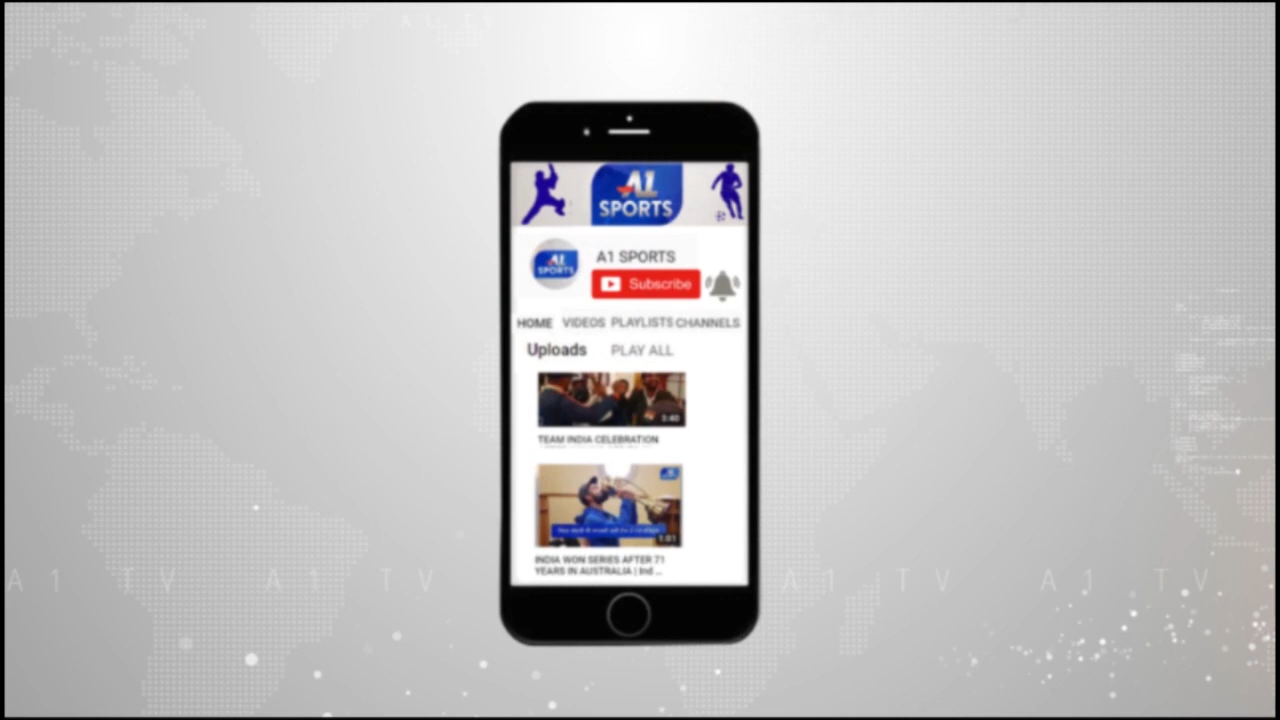 A1 TV
A1
SPORTS
A1
SPORTS
A1 SPORTS
Subscribe
HOME VIDEOS PLAYLISTS CHANNELS
Uploads PLAY ALL
3:40
TEAM INDIA CELEBRATION
A1
1:01
INDIA WON SERIES AFTER 71
YEARS IN AUSTRALIA | Ind ...
A1 TV A1 TV A1 TV A1 TV